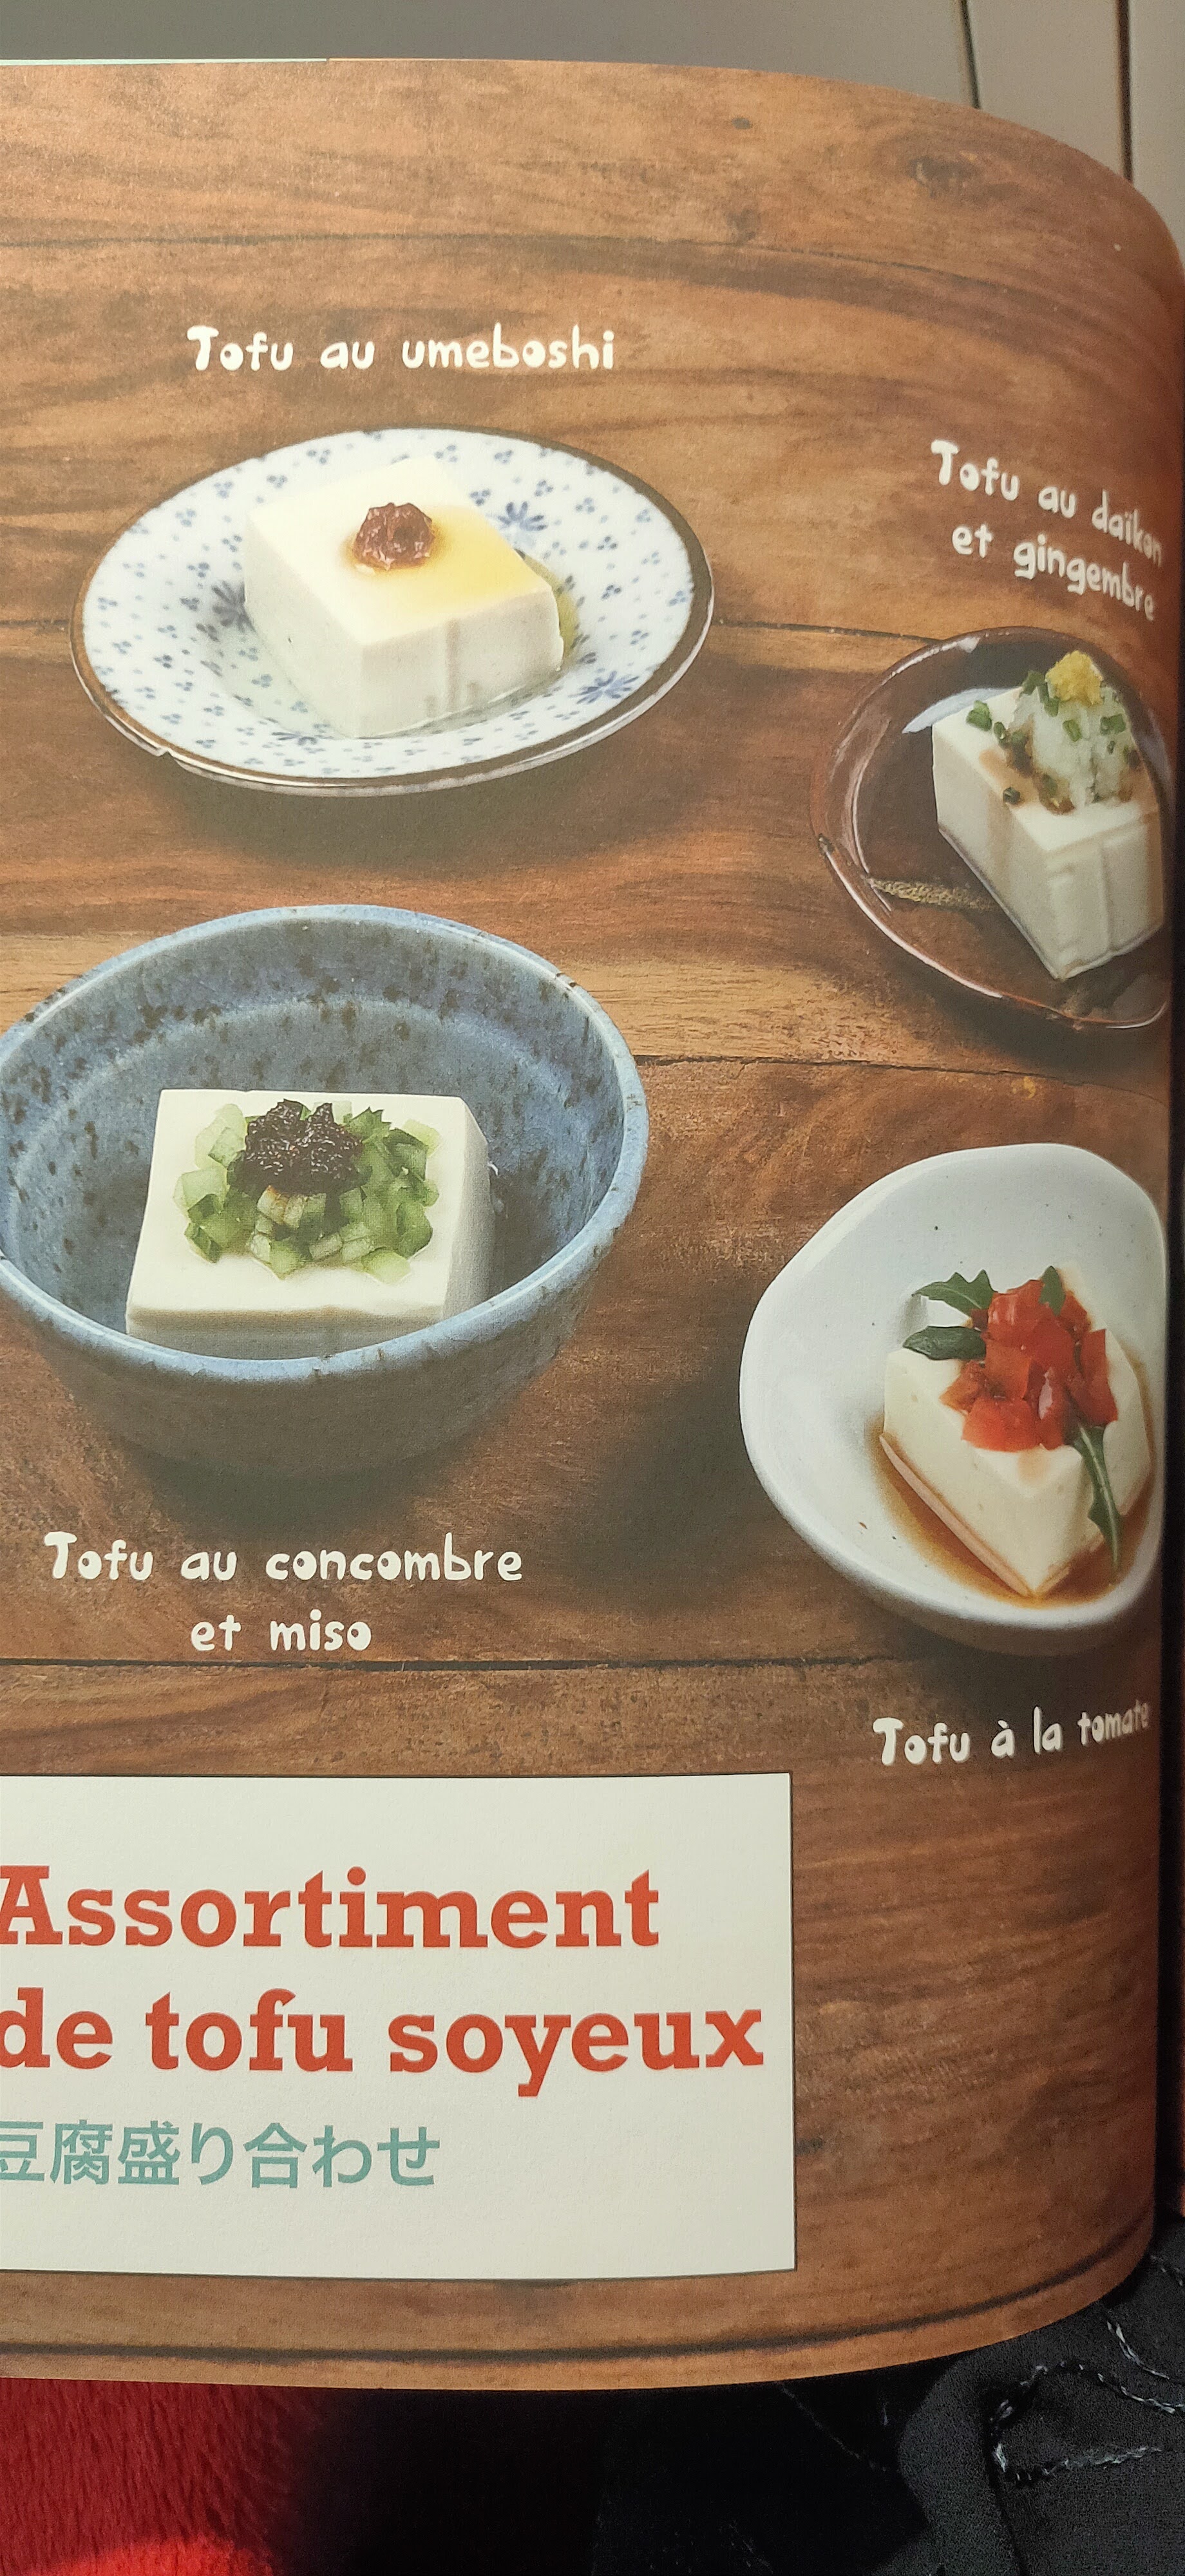 Tofu au umeboshi
Tofu au daïkon
et gingembre
Tofu au concombre
et miso
Tofu à la tomate
Assortiment
de tofu soyeux
豆腐盛り合わせ